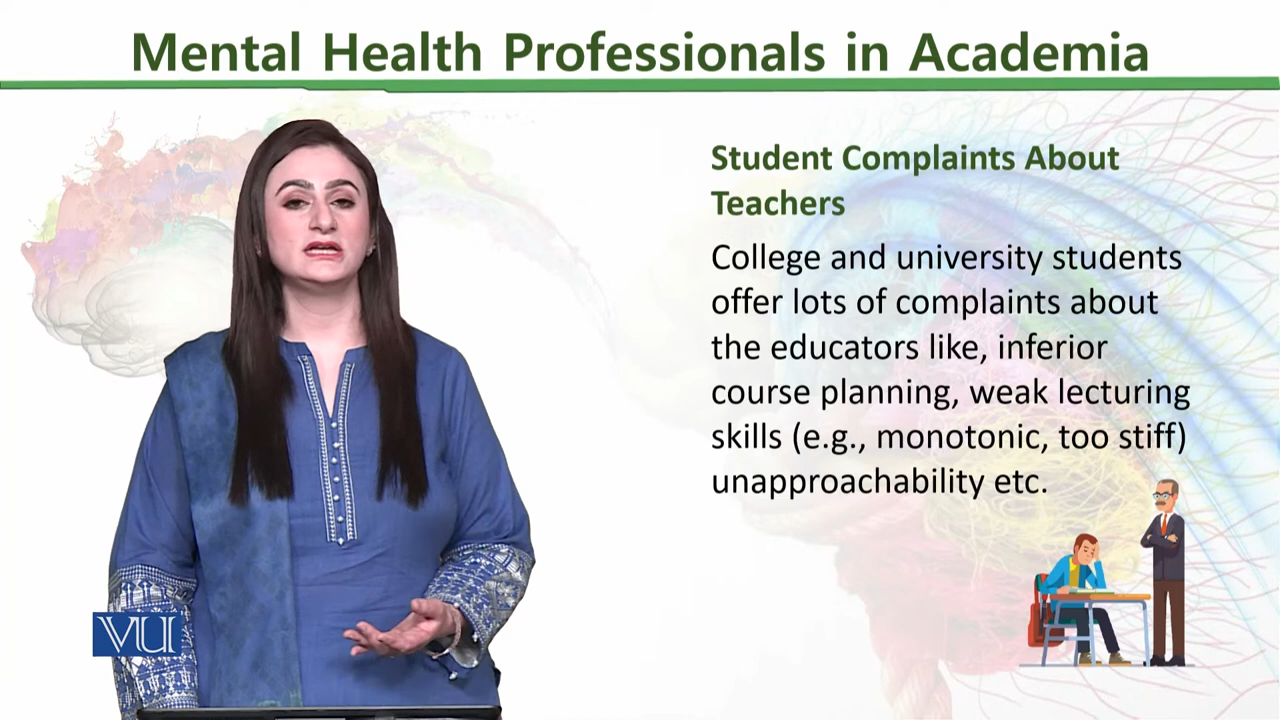 Mental Health Professionals in Academia
Student Complaints About
Teachers
College and university students
offer lots of complaints about
the educators like, inferior
course planning, weak lecturing
skills (e.g., monotonic, too stiff)
unapproachability etc.
VU